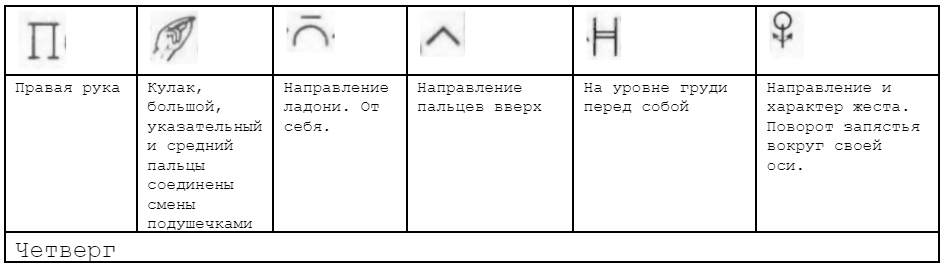 П
Правая рука
Кулак,
большой,
указательный
и средний
пальцы
соединены
смены
подушечками
Направление
ладони. От
себя.
Направление
пальцев вверх
На уровне груди
перед собой
Направление и
характер жеста.
Поворот запястья
вокруг своей
оси.
Четверг